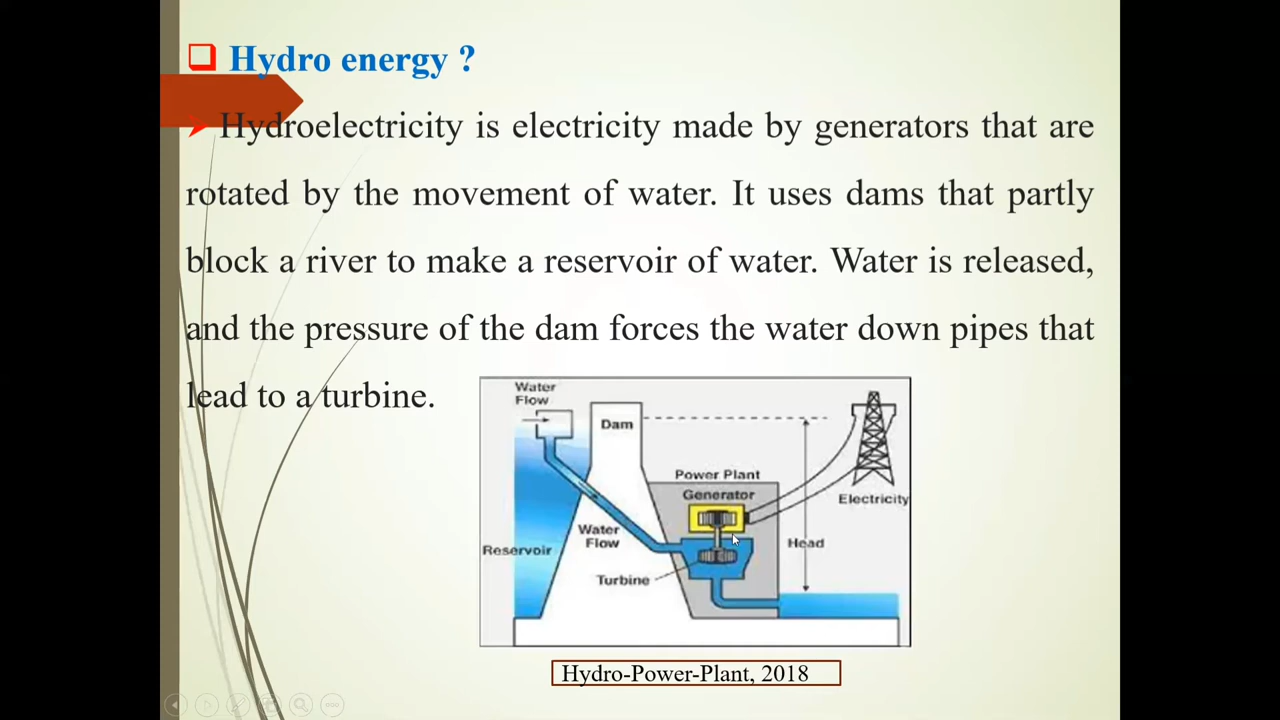 Hydro energy ?
Hydroelectricity is electricity made by generators that are
rotated by the movement of water. It uses dams that partly
block a river to make a reservoir of water. Water is released,
and the pressure of the dam forces the water down pipes that
lead to a turbine.
Water
Flow
Dam
Power Plant
Generator
Electricity
Water
Flow
Head
Reservoir
Turbine
Hydro-Power-Plant, 2018